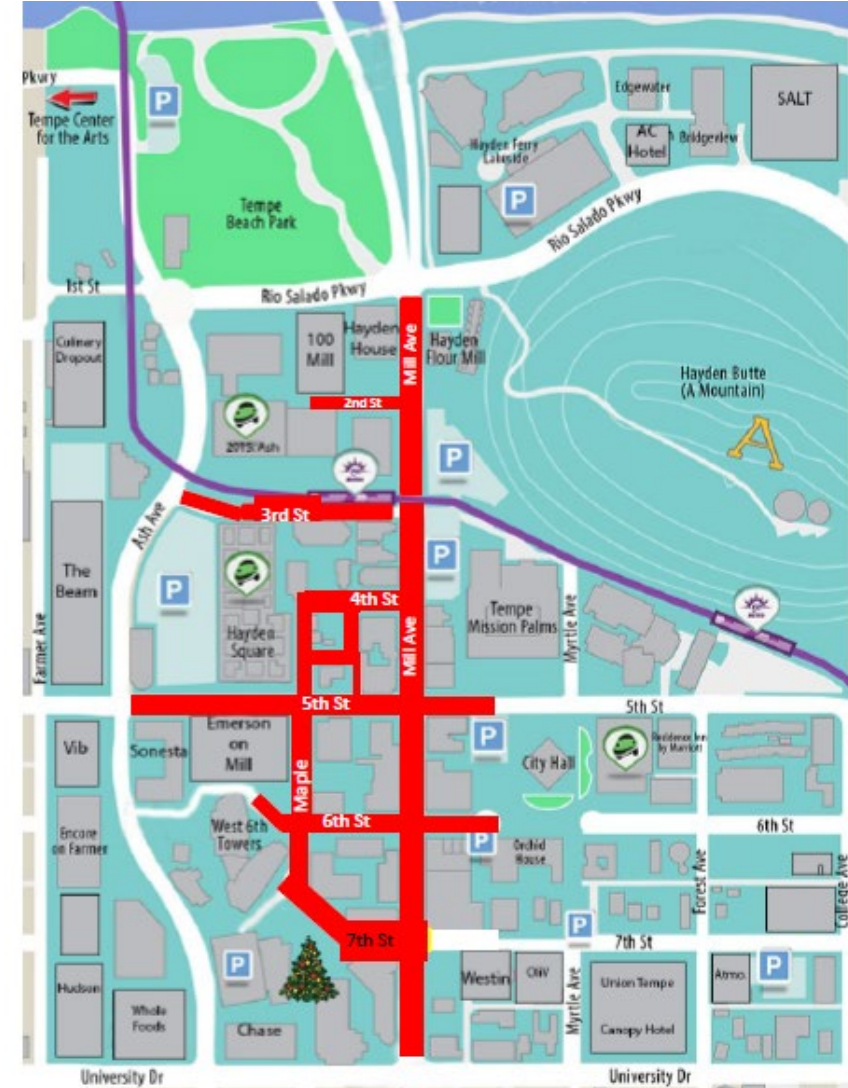 Pkwy
Tempe Center
for the Arts
P
Tempe
Beach Park
Edgewater
SALT
AC
Hotel
Bridgeview
Hayden Ferry
Lakeside
P
Rio Salado Pkwy
1st St
Rio Salado Pkwy
Culinary
Dropout
100
Mill
Hayden
House
Mill Ave
Hayden
Flour Mill
Hayden Butte
(A Mountain)
A
2nd St
P
3rd St
Ash Ave
The
Beam
P
P
Farmer Ave
Hayden
Square
4th St
Mill Ave
Tempe
Mission Palms
Myrtle Ave
5th St
5th St
Vib
Sonesta
Emerson
on
Mill
Maple
P
City Hall
Residence Inn
by Marriott
Encore
on Farmer
West 6th
Towers
6th St
P
Orchid
House
6th St
Forest Ave
College Ave
7th St
P
7th St
P
Hudson
Whole
Foods
Chase
Westin
Myrtle Ave
Union Tempe
Canopy Hotel
Atmo.
P
University Dr
University Dr